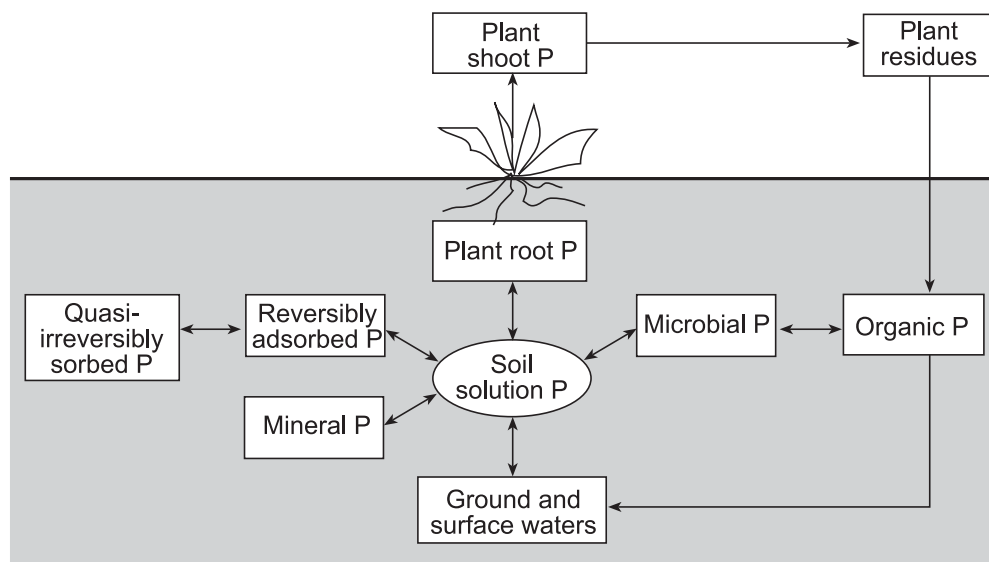 Plant
shoot P
Plant
residues
Plant root P
Quasi-
irreversibly
sorbed P
Reversibly
adsorbed P
Microbial P
Organic P
Soil
solution P
Mineral P
Ground and
surface waters